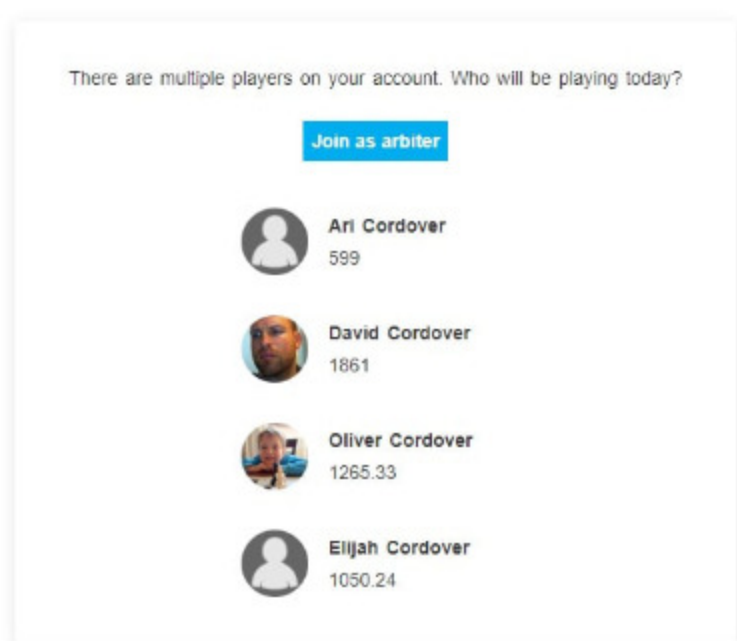 There are multiple players on your account. Who will be playing today?
Join as arbiter
Ari Cordover
599
David Cordover
1861
Oliver Cordover
1265.33
Elijah Cordover
1050.24